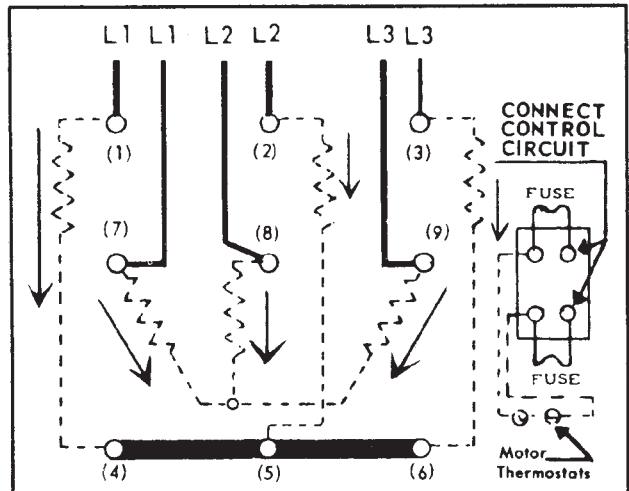 L1 L1 L2 L2 L3 L3
CONNECT
CONTROL
CIRCUIT
(1) (2) (3)
FUSE
(7) (8) (9)
FUSE
Motor
Thermostats
(4) (5) (6)